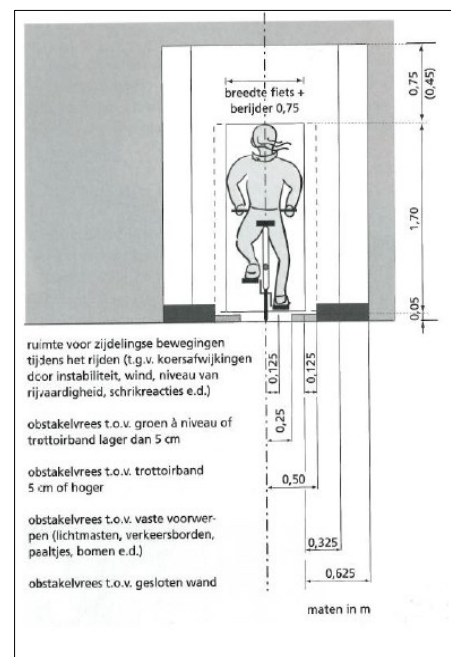 breedte fiets +
berijder 0,75
0,75
(0,45)
1,70
0,05
ruimte voor zijdelingse bewegingen
tijdens het rijden (t.g.v. koersafwijkingen
door instabiliteit, wind, niveau van
rijvaardigheid, schrikreacties e.d.)
0,125
0,125
0,25
obstakelvrees t.o.v. groen à niveau of
trottoirband lager dan 5 cm
obstakelvrees t.o.v. trottoirband
5 cm of hoger
0,50
obstakelvrees t.o.v. vaste voorwer-
pen (lichtmasten, verkeersborden,
paaltjes, bomen e.d.)
0,325
obstakelvrees t.o.v. gesloten wand
0,625
maten in m